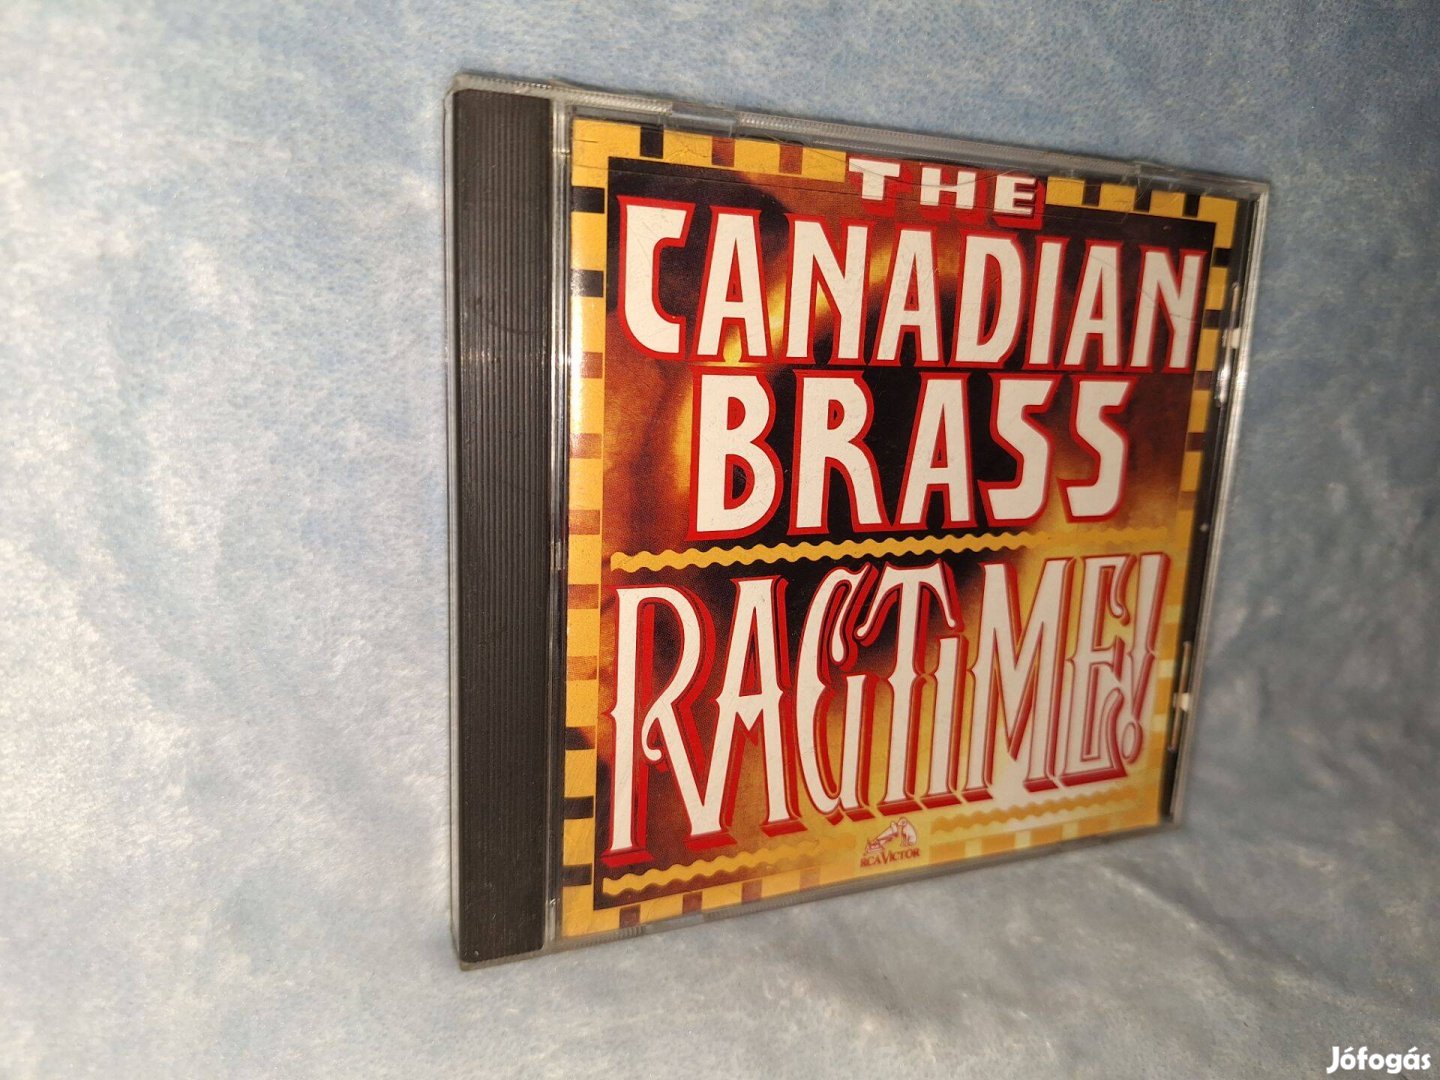 THE
CANADIAN
BRASS
RAGTiME!
RCA VICTOR
Jófogás